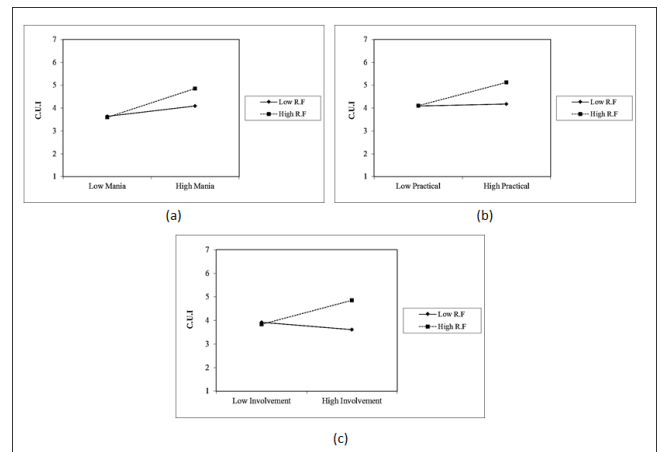 7
6
5
4
3
2
1
C.U.I
Low Mania High Mania
Low R.F
High R.F
(a)
7
6
5
4
3
2
1
C.U.I
Low Practical High Practical
Low R.F
High R.F
(b)
7
6
5
4
3
2
1
C.U.I
Low Involvement High Involvement
Low R.F
High R.F
(c)